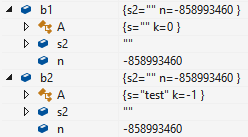 b1 {s2="" n=-858993460 }
A {s="" k=0 }
s2 ""
n -858993460
b2 {s2="" n=-858993460 }
A {s="test" k=-1 }
s2 ""
n -858993460